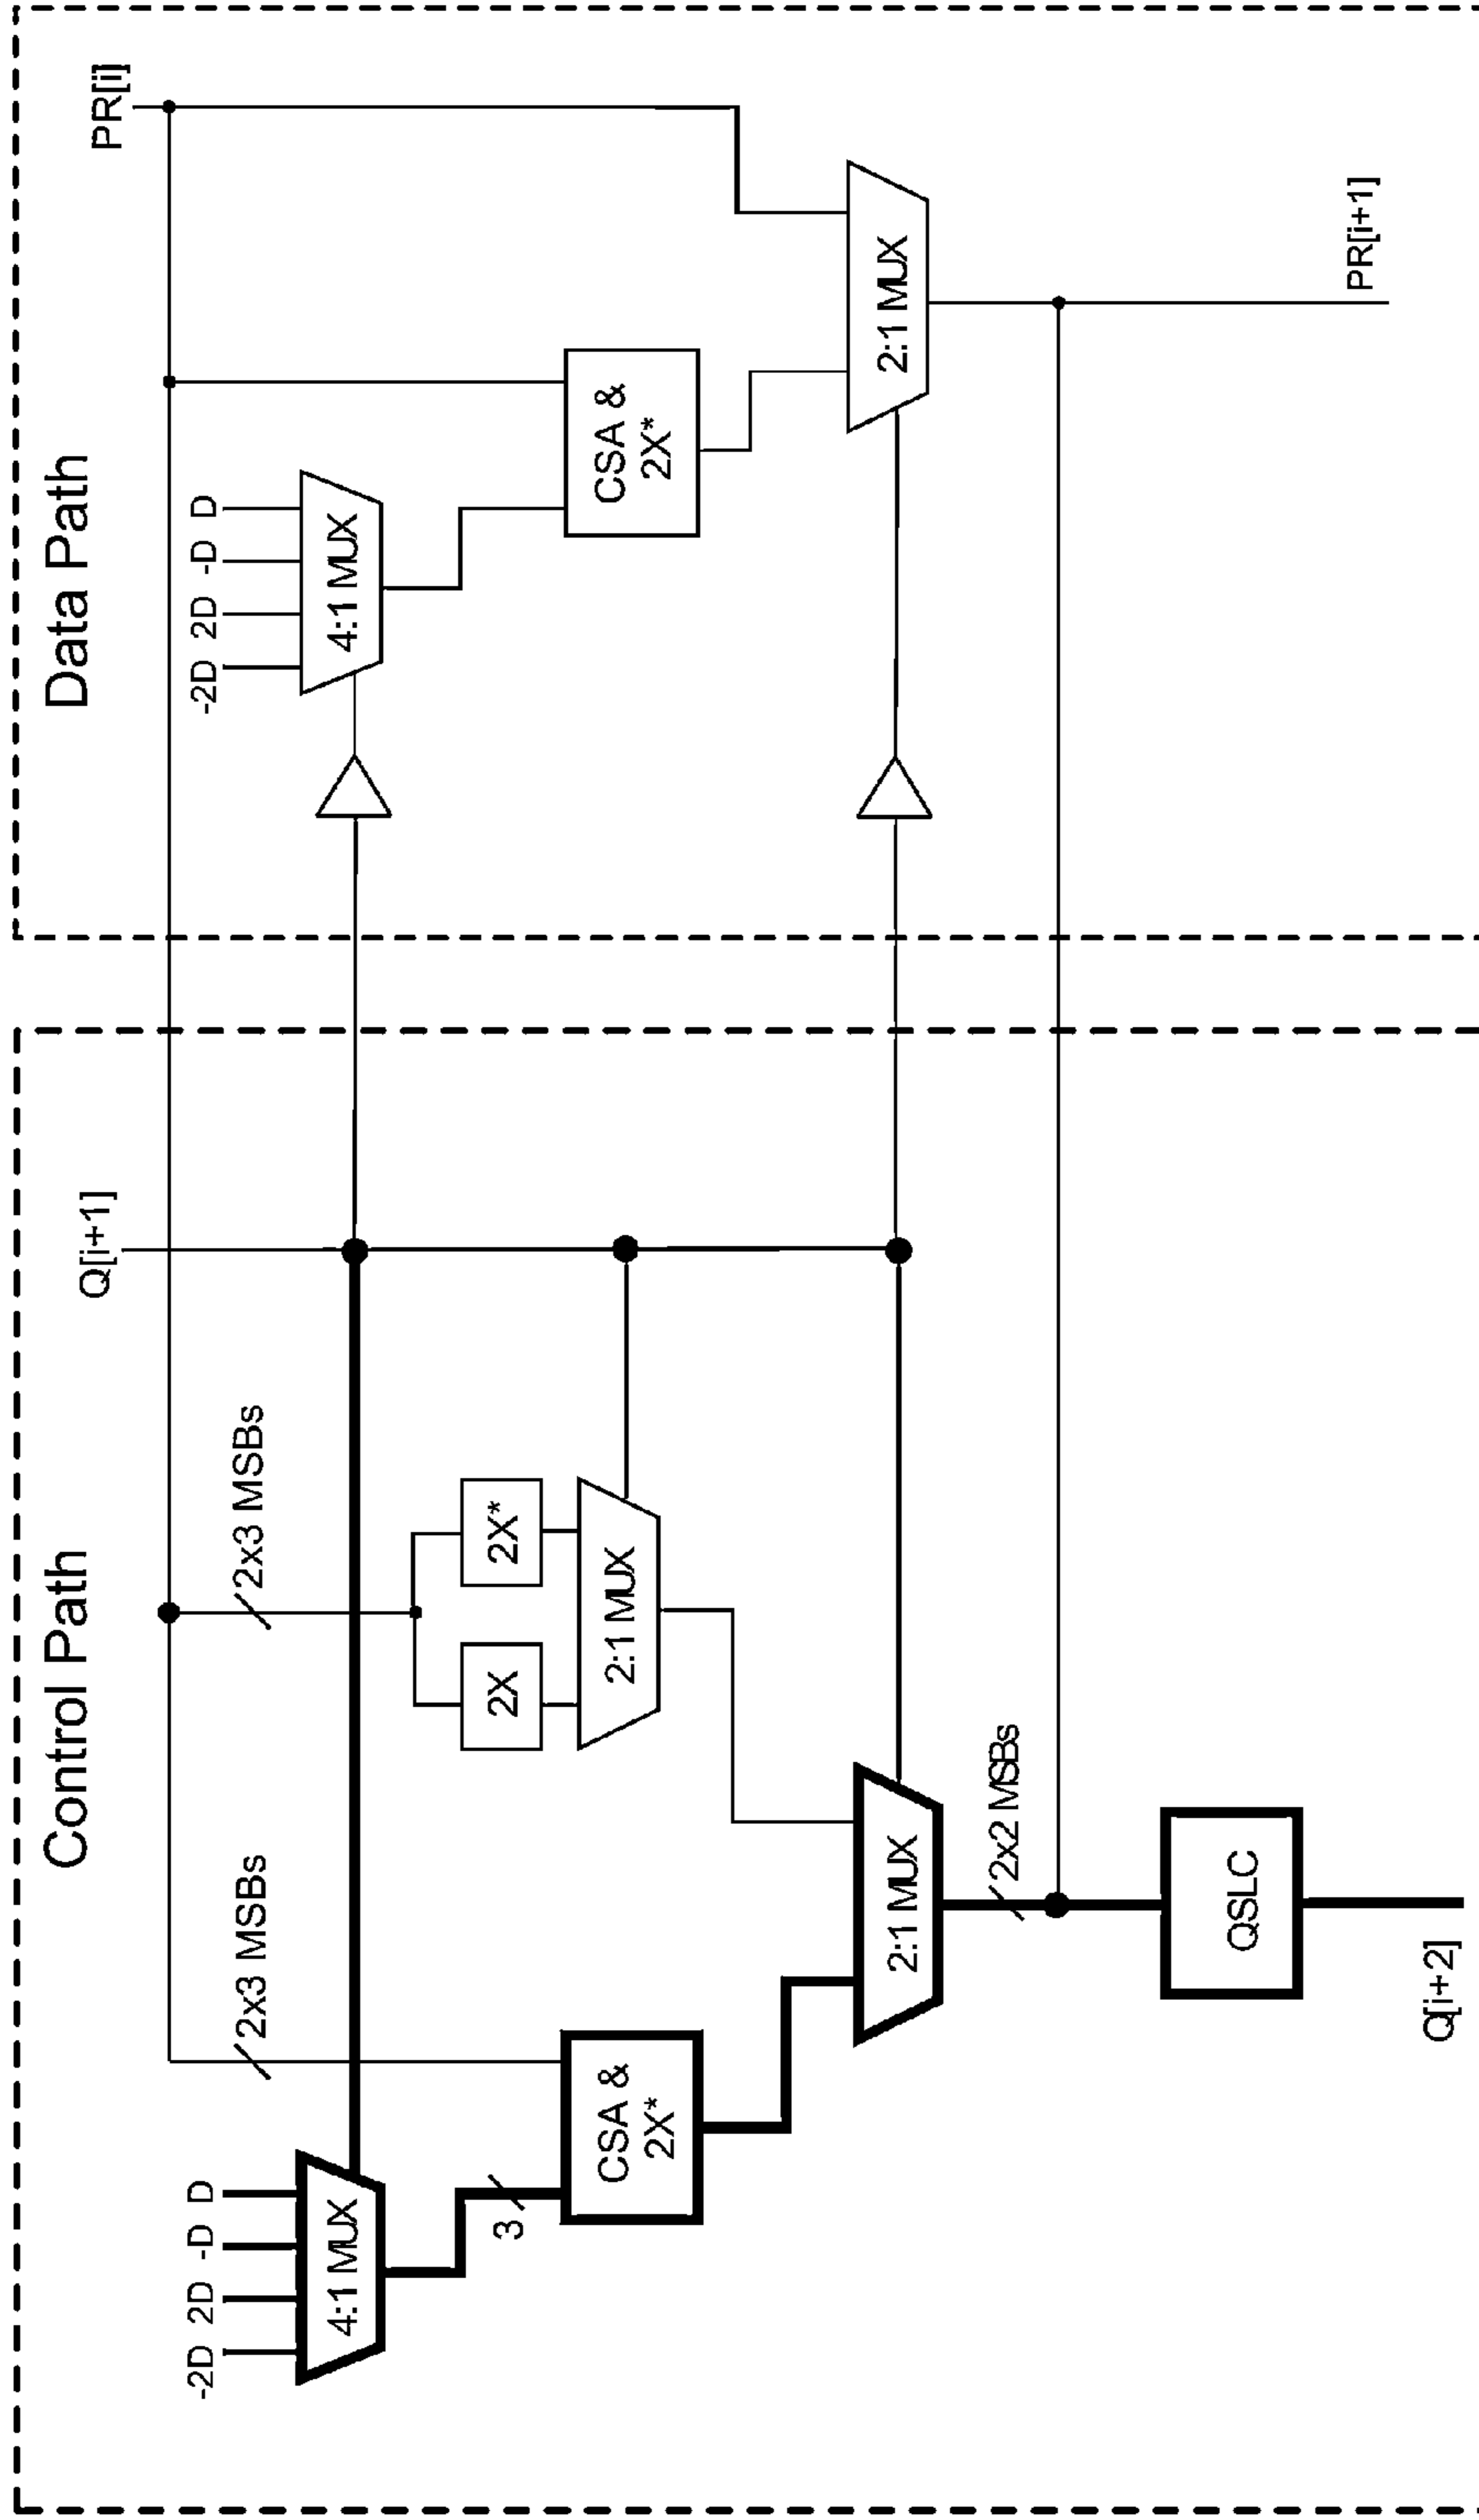 Control Path
Data Path
Q[i+1]
PR[i]
-2D 2D -D D
2x3 MSBs
2x3 MSBs
-2D 2D -D D
4:1 MUX
4:1 MUX
3
2X
2X*
CSA &
2X*
2:1 MUX
CSA &
2X*
2:1 MUX
2:1 MUX
2x2 MSBs
QSLC
PR[i+1]
Q[i+2]